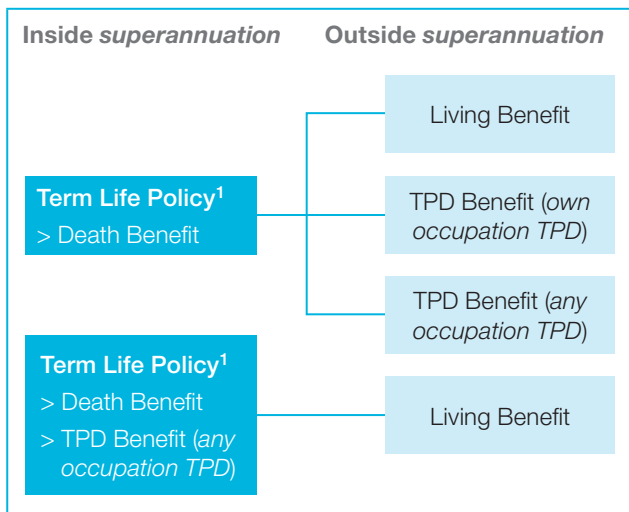 Inside superannuation
Outside superannuation
Living Benefit
Term Life Policy1
> Death Benefit
TPD Benefit (own
occupation TPD)
TPD Benefit (any
occupation TPD)
Term Life Policy1
> Death Benefit
> TPD Benefit (any
occupation TPD)
Living Benefit